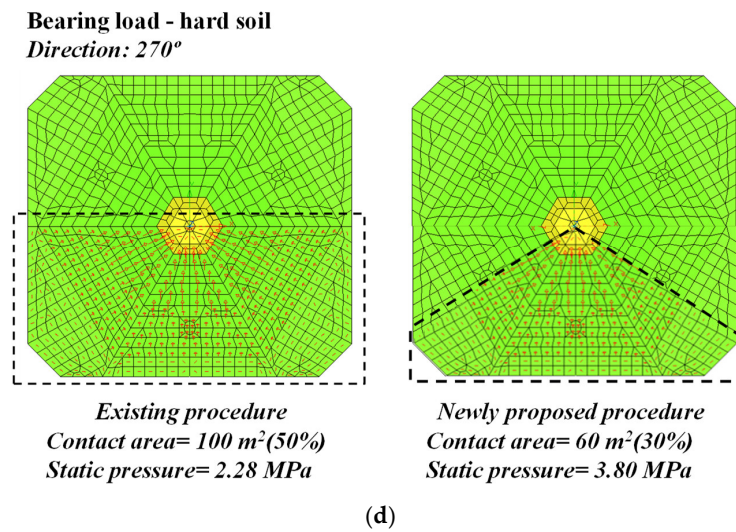 Bearing load - hard soil
Direction: 270º
Existing procedure
Contact area= 100 m²(50%)
Static pressure= 2.28 MPa
Newly proposed procedure
Contact area= 60 m²(30%)
Static pressure= 3.80 MPa
(d)